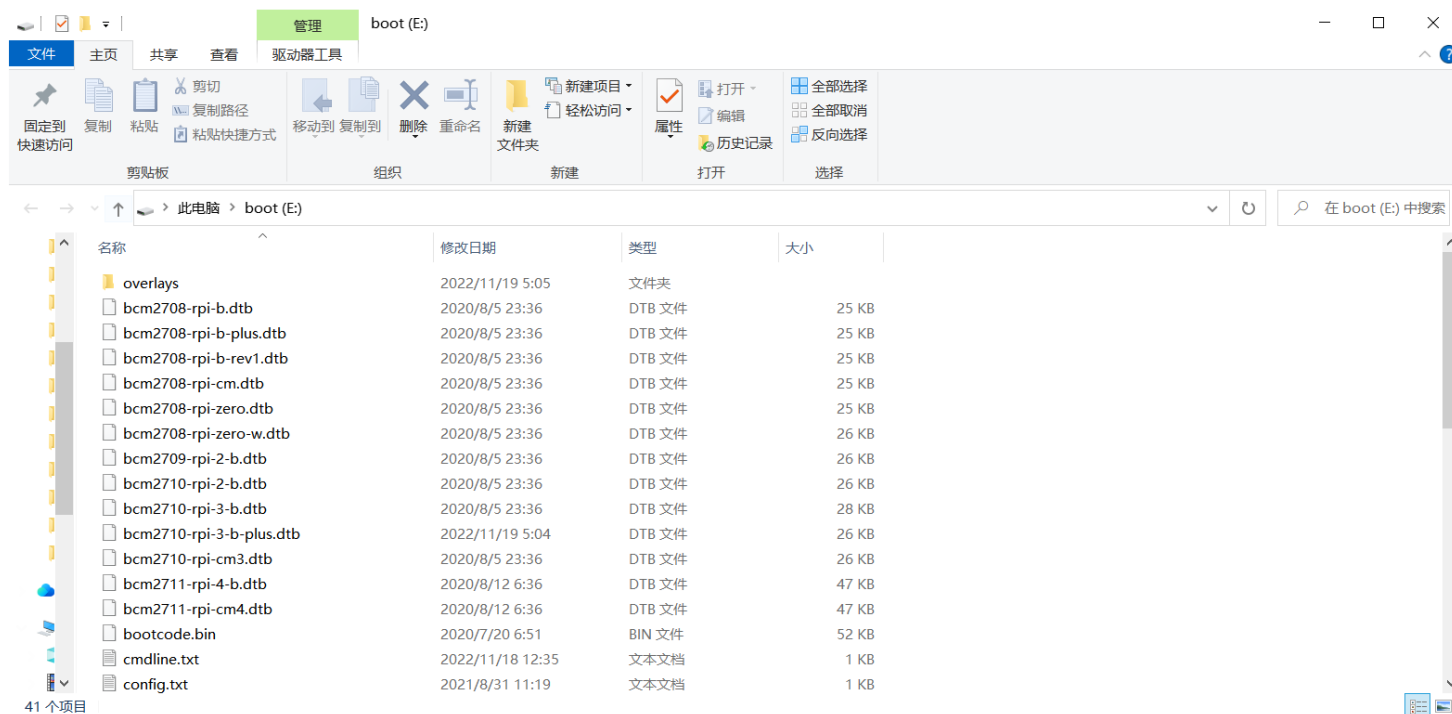 管理
boot (E:)
文件
主页
共享
查看
驱动器工具
固定到
快速访问
复制
粘贴
剪切
复制路径
粘贴快捷方式
剪贴板
移动到
复制到
删除
重命名
组织
新建
文件夹
新建项目
轻松访问
新建
属性
打开
编辑
历史记录
打开
全部选择
全部取消
反向选择
选择
此电脑 boot (E:)
在 boot (E:) 中搜索
名称 修改日期 类型 大小
overlays 2022/11/19 5:05 文件夹
bcm2708-rpi-b.dtb 2020/8/5 23:36 DTB 文件 25 KB
bcm2708-rpi-b-plus.dtb 2020/8/5 23:36 DTB 文件 25 KB
bcm2708-rpi-b-rev1.dtb 2020/8/5 23:36 DTB 文件 25 KB
bcm2708-rpi-cm.dtb 2020/8/5 23:36 DTB 文件 25 KB
bcm2708-rpi-zero.dtb 2020/8/5 23:36 DTB 文件 25 KB
bcm2708-rpi-zero-w.dtb 2020/8/5 23:36 DTB 文件 26 KB
bcm2709-rpi-2-b.dtb 2020/8/5 23:36 DTB 文件 26 KB
bcm2710-rpi-2-b.dtb 2020/8/5 23:36 DTB 文件 26 KB
bcm2710-rpi-3-b.dtb 2020/8/5 23:36 DTB 文件 28 KB
bcm2710-rpi-3-b-plus.dtb 2022/11/19 5:04 DTB 文件 26 KB
bcm2710-rpi-cm3.dtb 2020/8/5 23:36 DTB 文件 26 KB
bcm2711-rpi-4-b.dtb 2020/8/12 6:36 DTB 文件 47 KB
bcm2711-rpi-cm4.dtb 2020/8/12 6:36 DTB 文件 47 KB
bootcode.bin 2020/7/20 6:51 BIN 文件 52 KB
cmdline.txt 2022/11/18 12:35 文本文档 1 KB
config.txt 2021/8/31 11:19 文本文档 1 KB
41 个项目